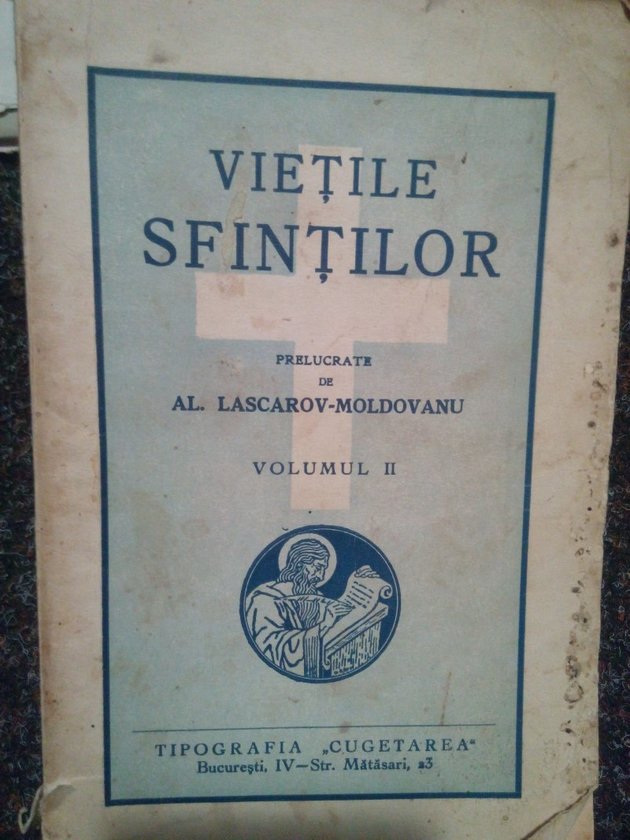 VIEȚILE
SFINȚILOR
PRELUCRATE
DE
AL. LASCAROV-MOLDOVANU
VOLUMUL II
TIPOGRAFIA „CUGETAREA“
București, IV—Str. Mătăsari, 23